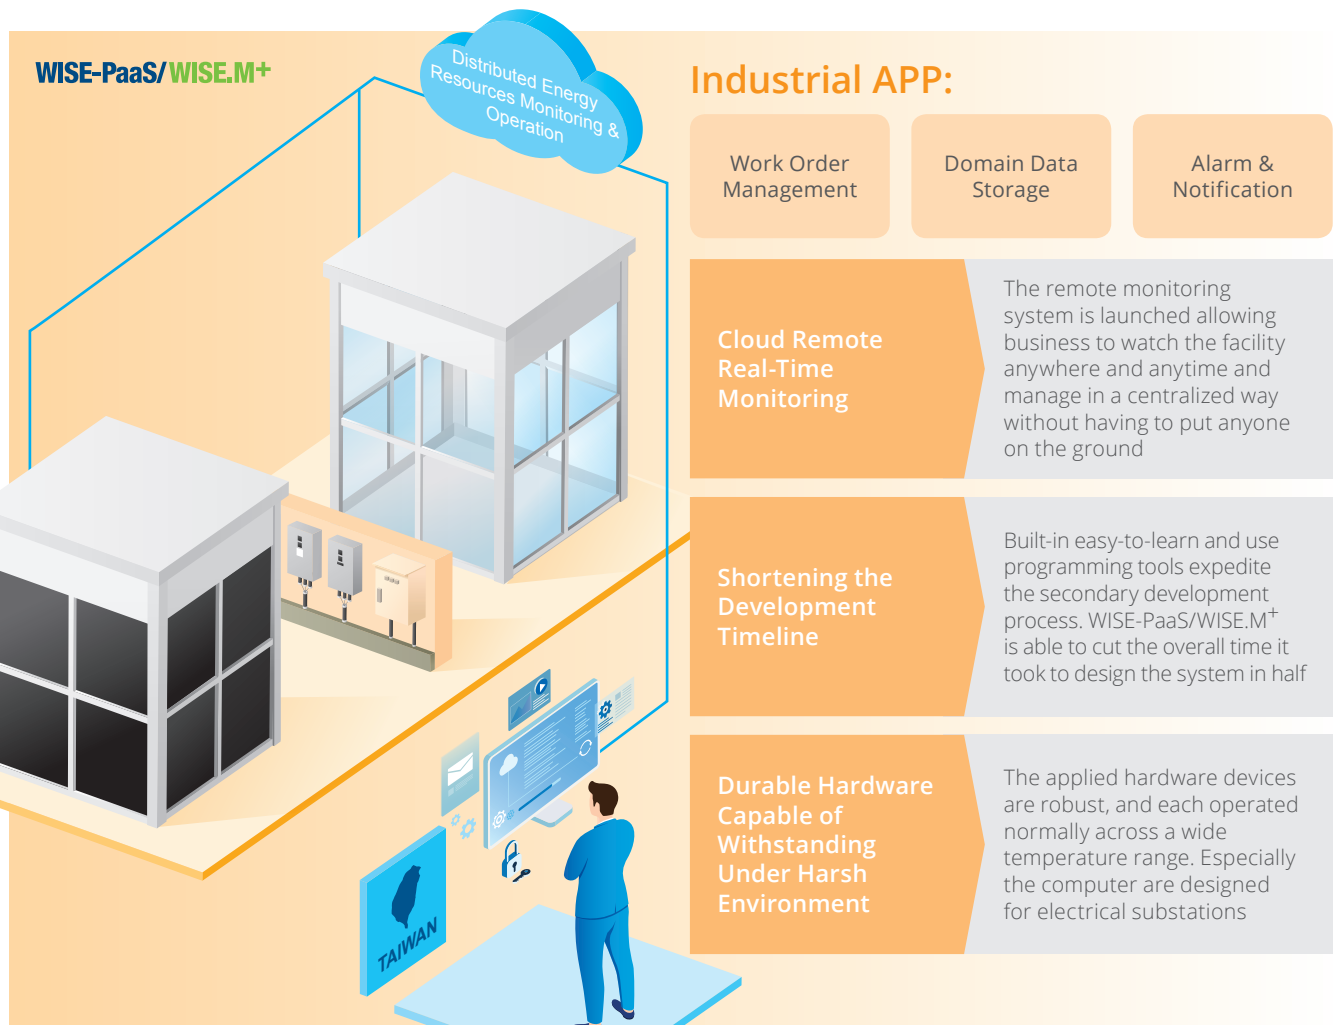 WISE-PaaS/WISE.M+
Distributed Energy
Resources Monitoring &
Operation
Industrial APP:
Work Order
Management
Domain Data
Storage
Alarm &
Notification
Cloud Remote
Real-Time
Monitoring
The remote monitoring
system is launched allowing
business to watch the facility
anywhere and anytime and
manage in a centralized way
without having to put anyone
on the ground
Shortening the
Development
Timeline
Built-in easy-to-learn and use
programming tools expedite
the secondary development
process. WISE-PaaS/WISE.M+
is able to cut the overall time it
took to design the system in half
Durable Hardware
Capable of
Withstanding
Under Harsh
Environment
The applied hardware devices
are robust, and each operated
normally across a wide
temperature range. Especially
the computer are designed
for electrical substations
TAIWAN